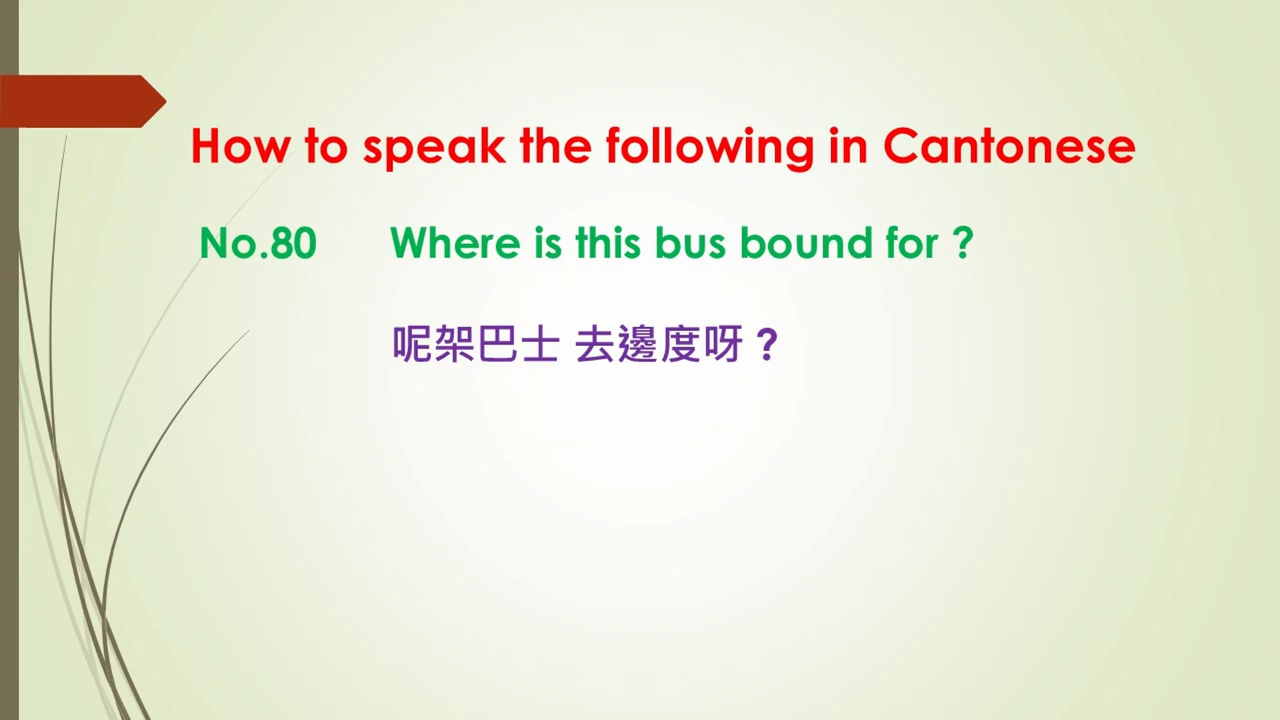 How to speak the following in Cantonese
No.80 Where is this bus bound for ?
呢架巴士 去邊度呀 ?